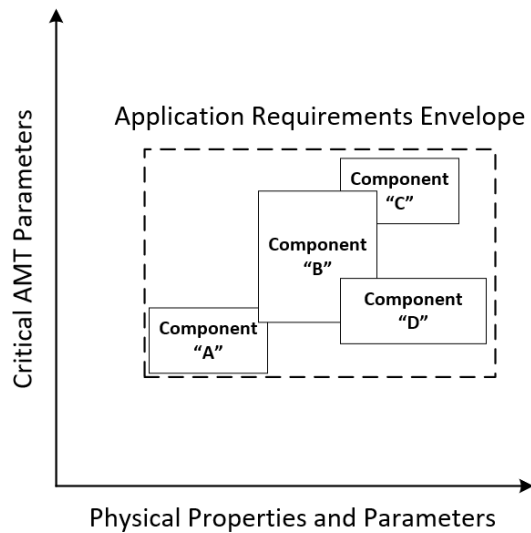 Critical AMT Parameters
Application Requirements Envelope
Component
“C”
Component
“B”
Component
“D”
Component
“A”
Physical Properties and Parameters